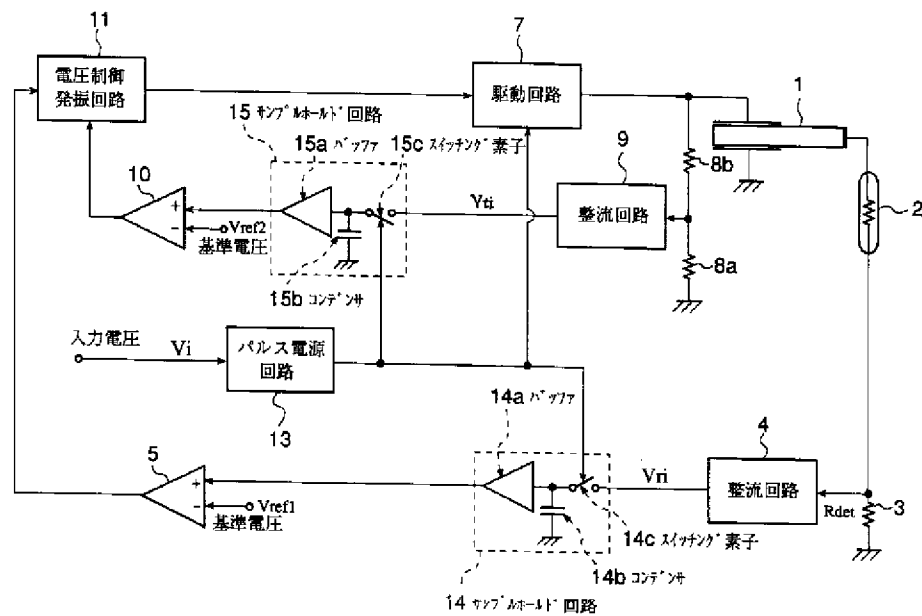 11
電圧制御
発振回路
7
駆動回路
1
15 サンプルホールド回路
15a バッファ
15c スイッチング素子
9
整流回路
8b
2
10
+
-
Vref2
基準電圧
Vti
8a
15b コンデンサ
入力電圧
Vi
パルス電源
回路
13
14a バッファ
4
整流回路
5
+
-
Vref1
基準電圧
Vri
Rdet
3
14c スイッチング素子
14b コンデンサ
14 サンプルホールド回路